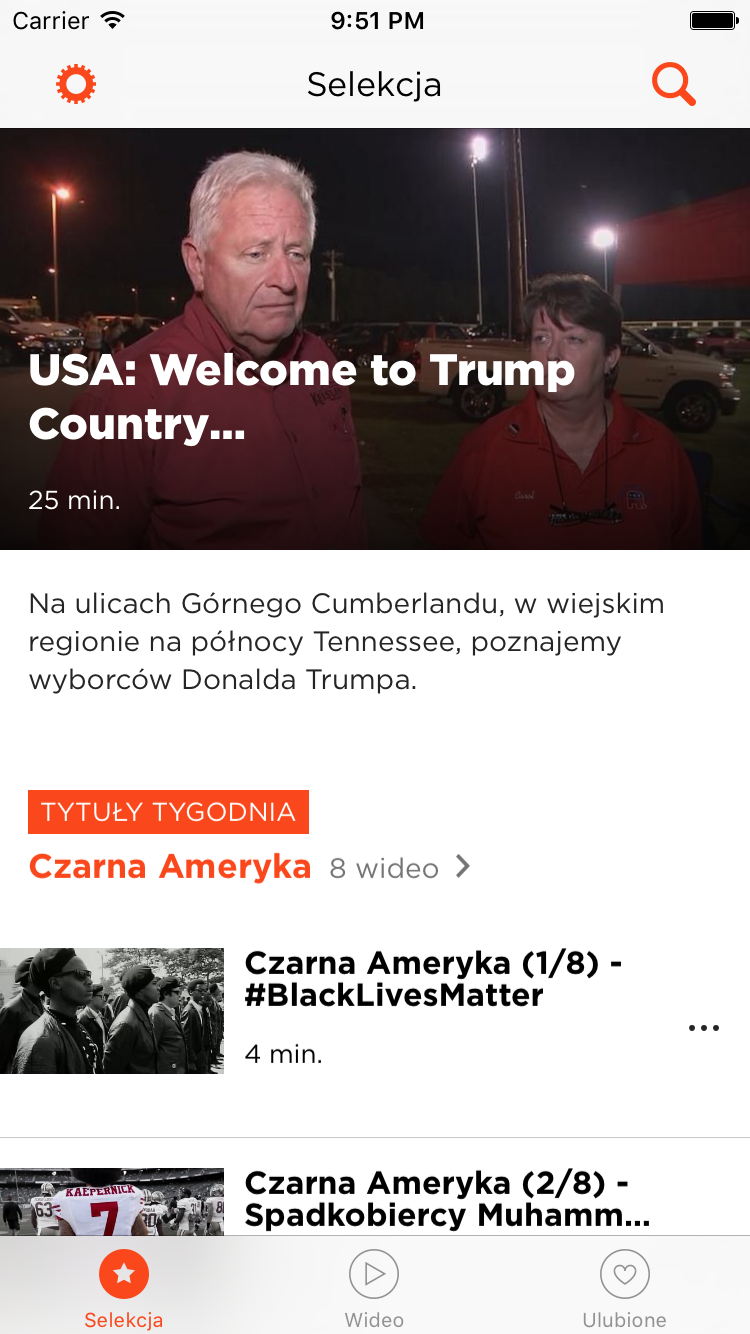 Carrier 9:51 PM
Selekcja
USA: Welcome to Trump
Country...
25 min.
Carol
Na ulicach Górnego Cumberlandu, w wiejskim
regionie na północy Tennessee, poznajemy
wyborców Donalda Trumpa.
TYTUŁY TYGODNIA
Czarna Ameryka 8 wideo
Czarna Ameryka (1/8) -
#BlackLivesMatter
4 min.
KAEPERNICK
63
7
Czarna Ameryka (2/8) -
Spadkobiercy Muhamm...
Selekcja Wideo Ulubione